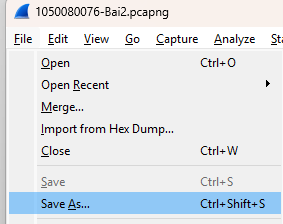 1050080076-Bai2.pcapng
File Edit View Go Capture Analyze
Open Ctrl+O
Open Recent
Merge...
Import from Hex Dump...
Close Ctrl+W
Save Ctrl+S
Save As... Ctrl+Shift+S